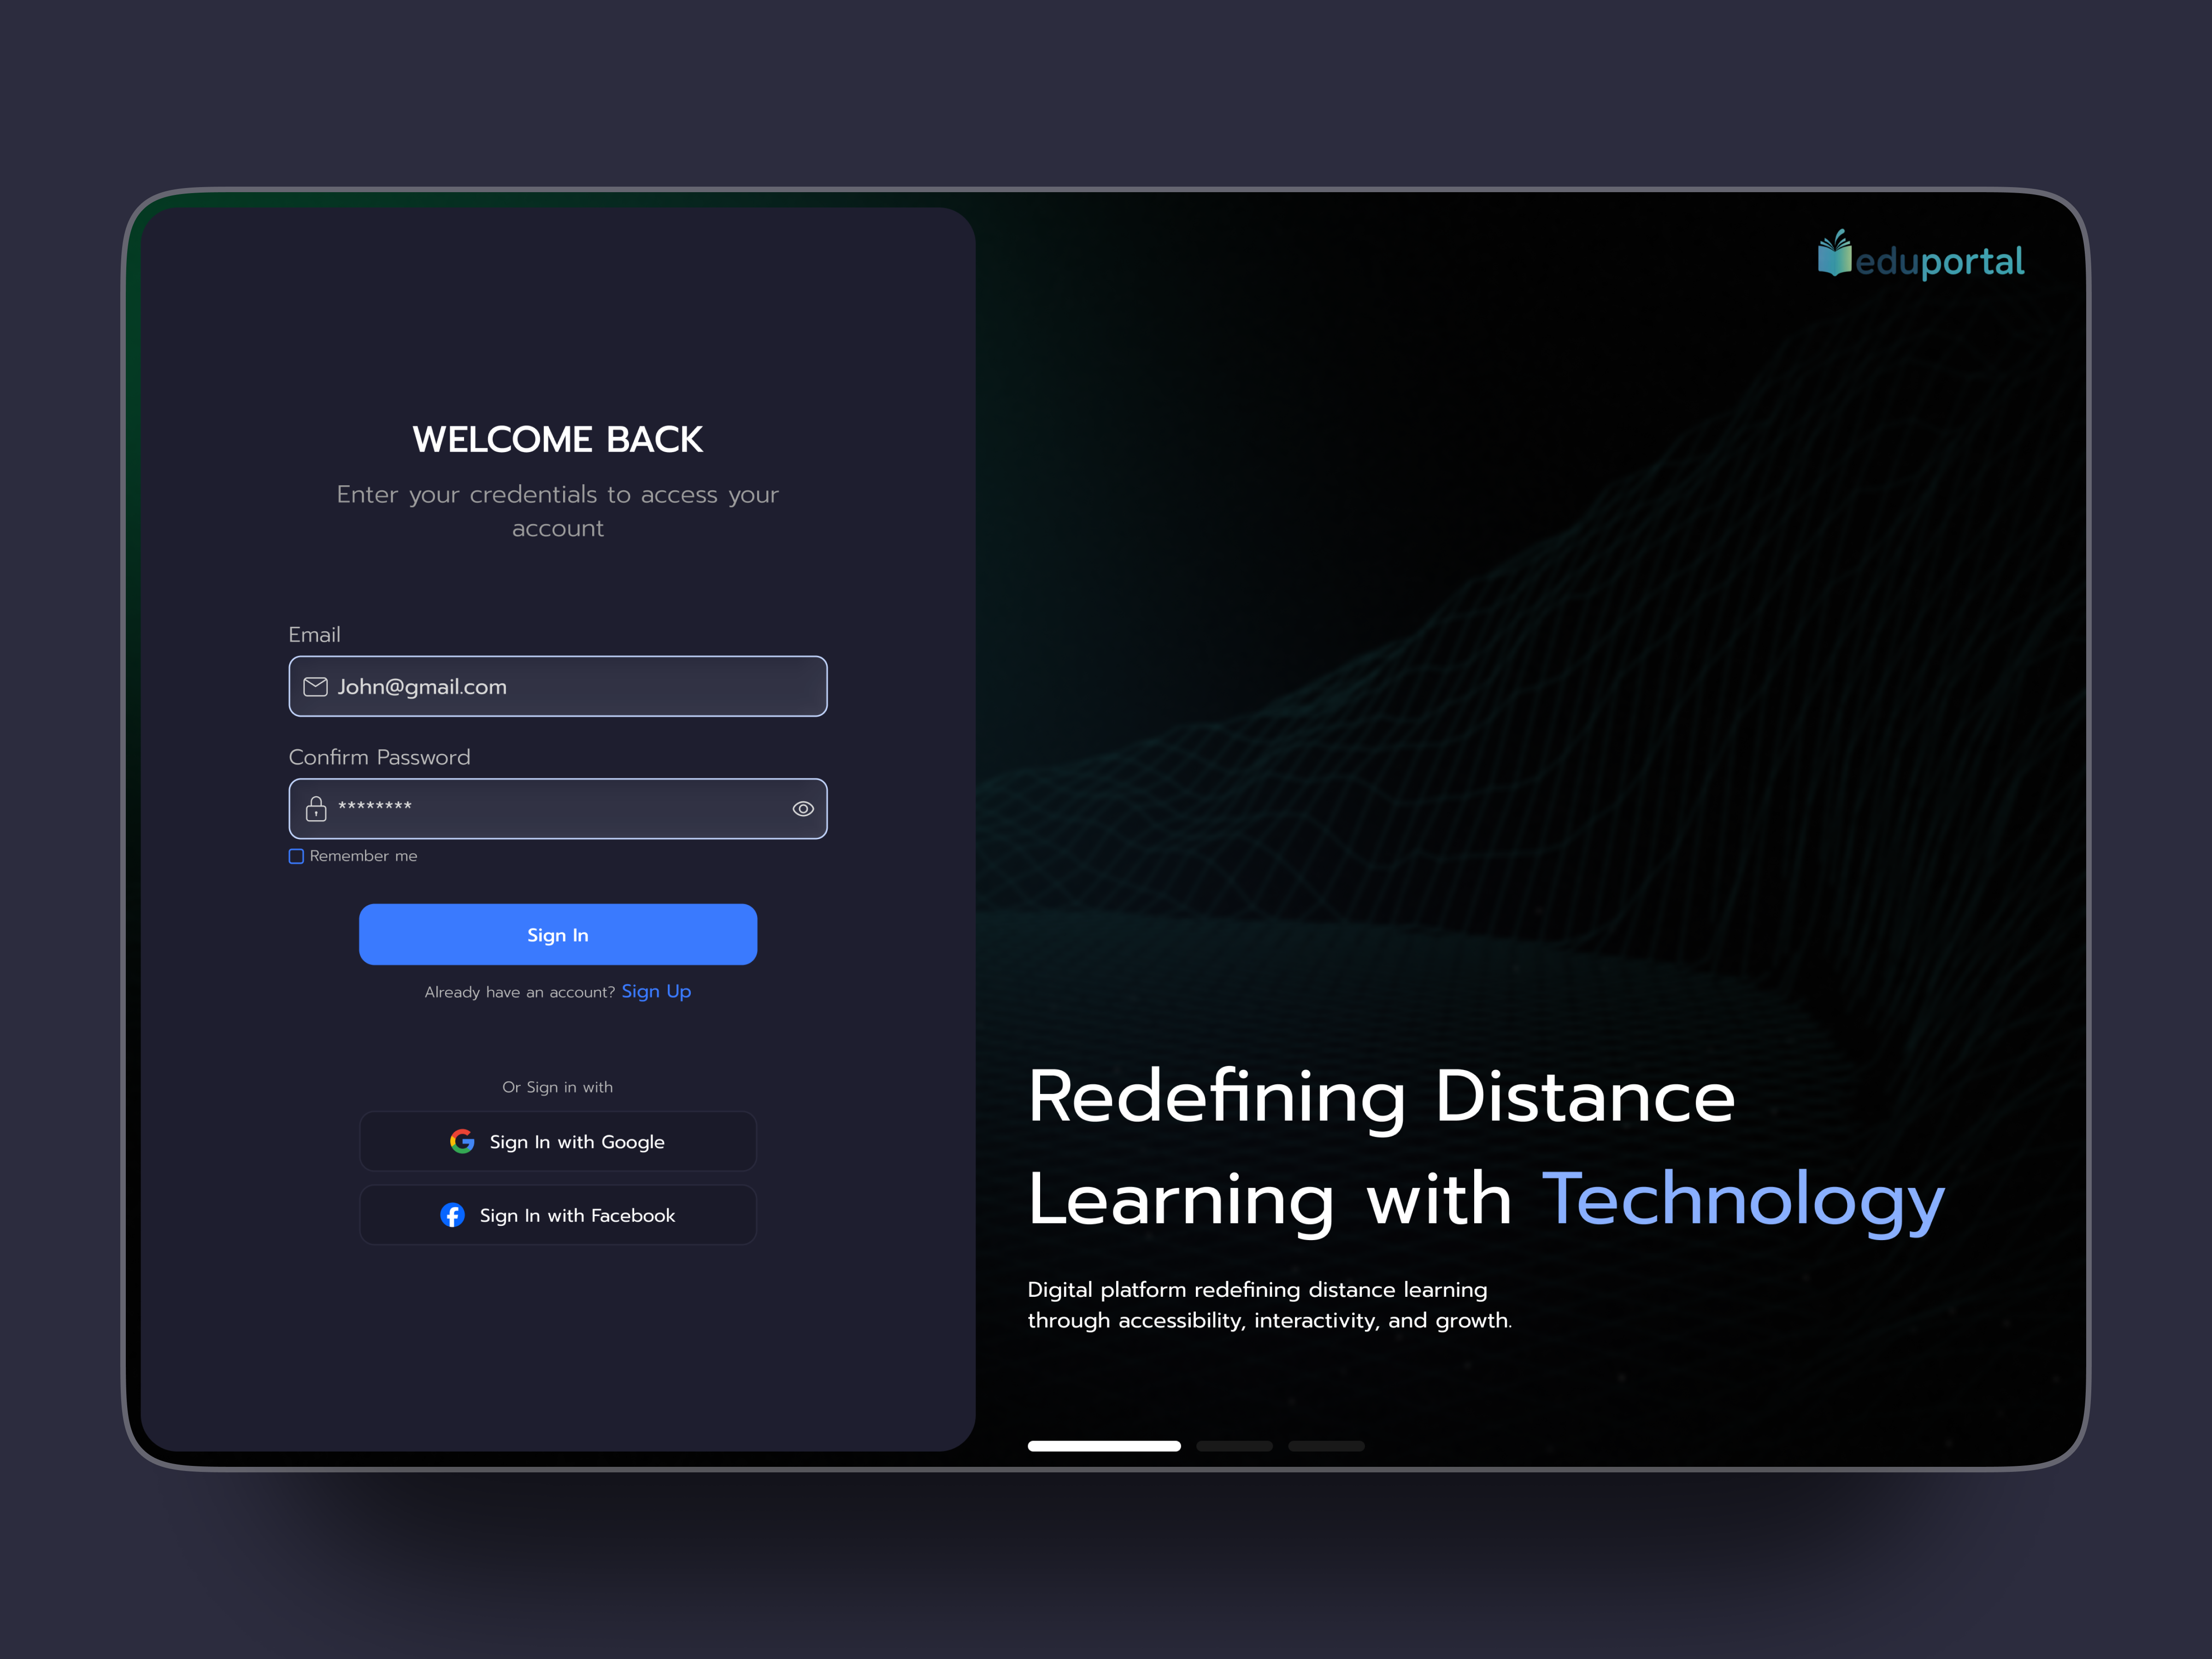 WELCOME BACK
Enter your credentials to access your
account
Email
John@gmail.com
Confirm Password
********
Remember me
Sign In
Already have an account? Sign Up
Or Sign in with
Sign In with Google
Sign In with Facebook
eduportal
Redefining Distance
Learning with Technology
Digital platform redefining distance learning
through accessibility, interactivity, and growth.